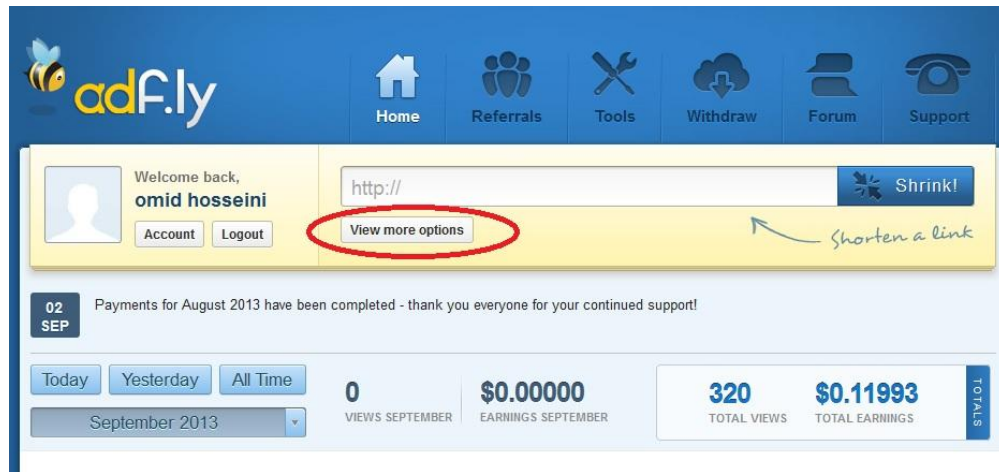 adf.ly
Home Referrals Tools Withdraw Forum Support
Welcome back,
omid hosseini
Account Logout
http://
Shrink!
View more options
Shorten a link
02
SEP
Payments for August 2013 have been completed - thank you everyone for your continued support!
Today Yesterday All Time
September 2013
0
VIEWS SEPTEMBER
$0.00000
EARNINGS SEPTEMBER
320
TOTAL VIEWS
$0.11993
TOTAL EARNINGS
TOTALS